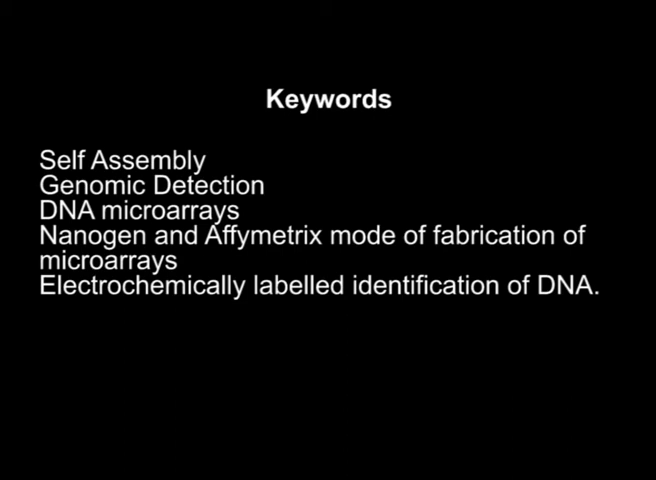 Keywords
Self Assembly
Genomic Detection
DNA microarrays
Nanogen and Affymetrix mode of fabrication of
microarrays
Electrochemically labelled identification of DNA.